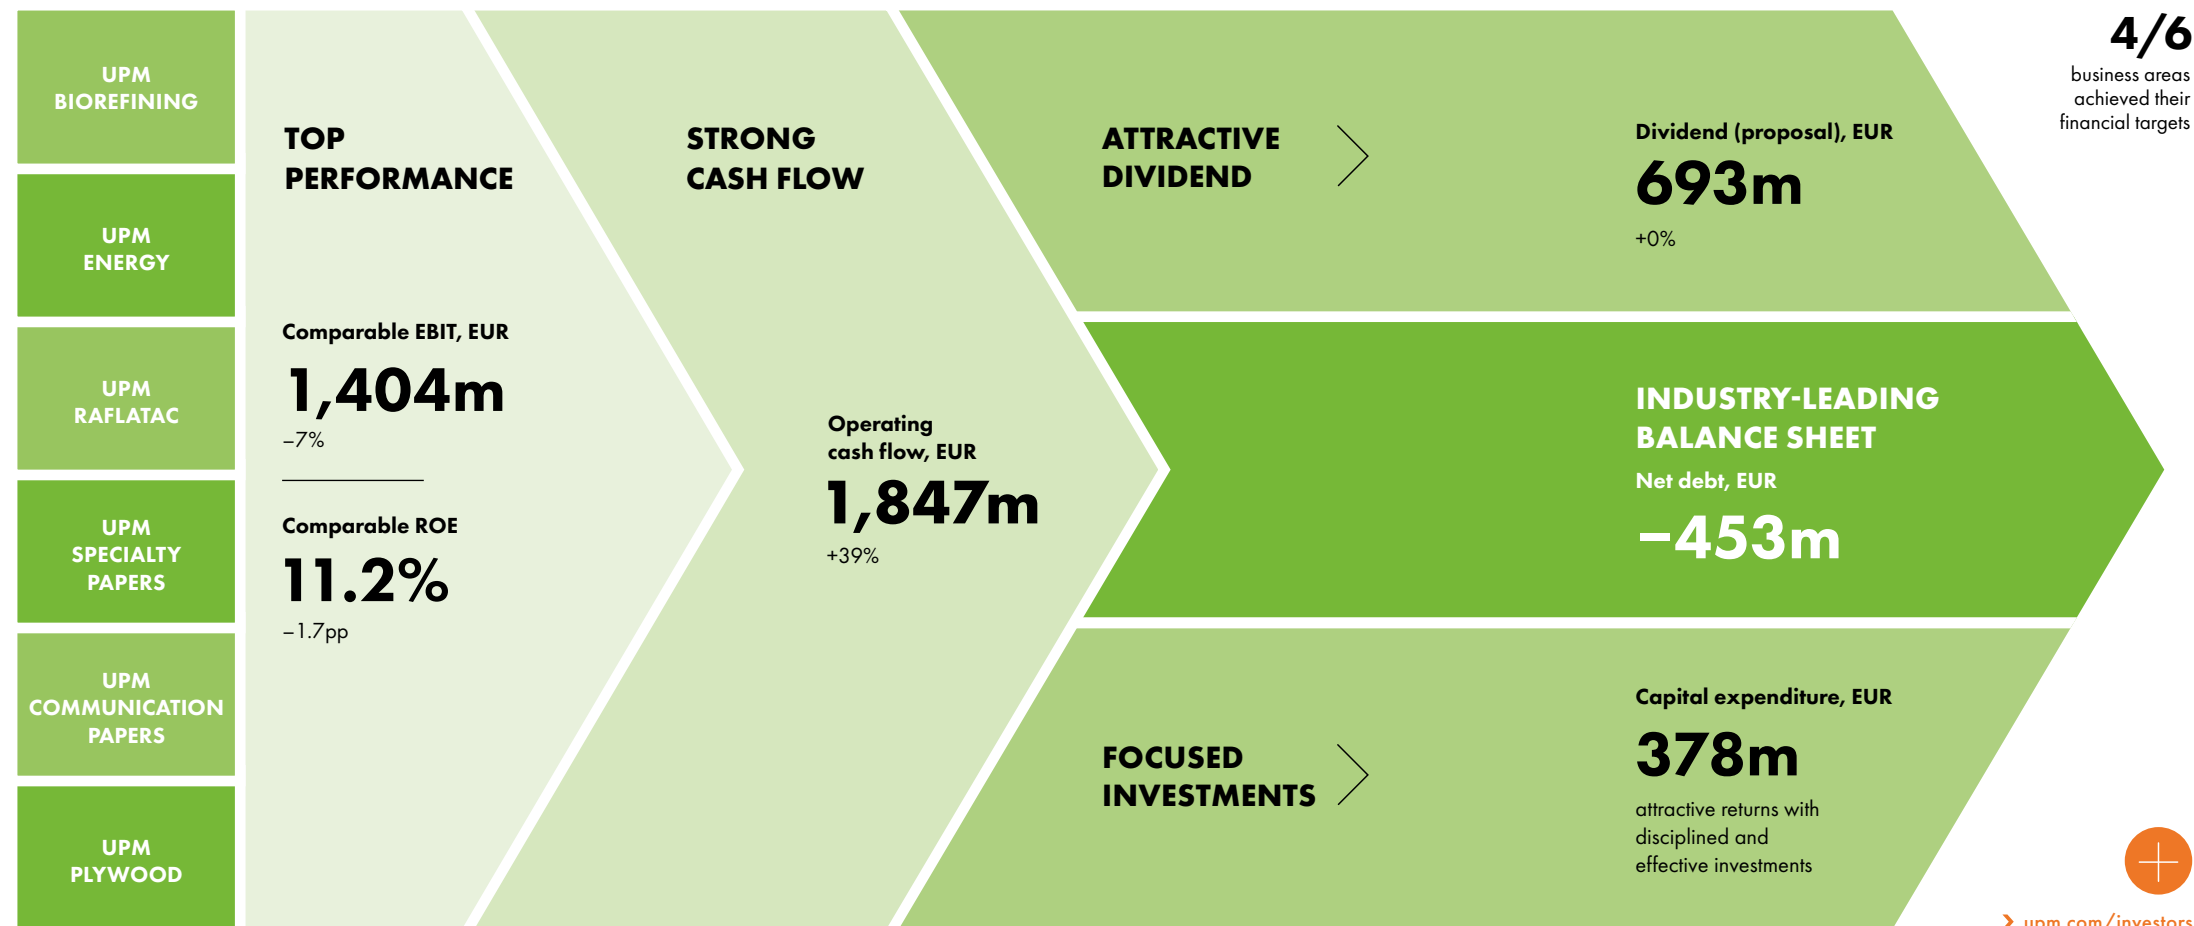 UPM
BIOREFINING
UPM
ENERGY
UPM
RAFLATAC
UPM
SPECIALTY
PAPERS
UPM
COMMUNICATION
PAPERS
UPM
PLYWOOD
TOP
PERFORMANCE
Comparable EBIT, EUR
1,404m
–7%
Comparable ROE
11.2%
–1.7pp
STRONG
CASH FLOW
Operating
cash flow, EUR
1,847m
+39%
ATTRACTIVE
DIVIDEND
Dividend (proposal), EUR
693m
+0%
INDUSTRY-LEADING
BALANCE SHEET
Net debt, EUR
–453m
FOCUSED
INVESTMENTS
Capital expenditure, EUR
378m
attractive returns with
disciplined and
effective investments
4/6
business areas
achieved their
financial targets
upm.com/investors